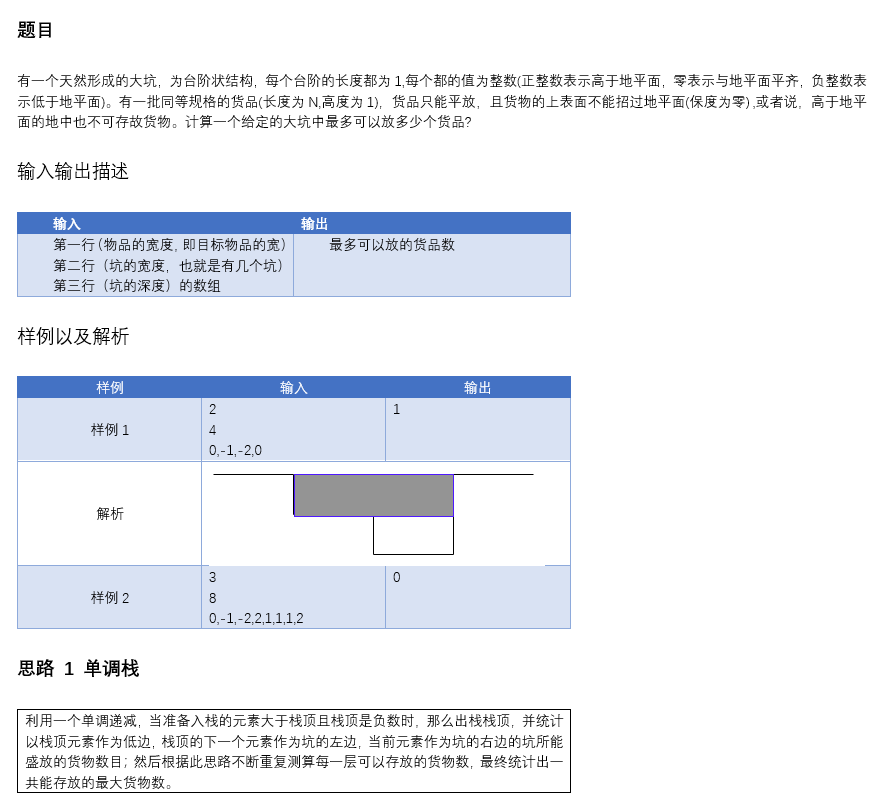 题目
有一个天然形成的大坑，为台阶状结构，每个台阶的长度都为 1,每个都的值为整数(正整数表示高于地平面，零表示与地平面平齐，负整数表
示低于地平面)。有一批同等规格的货品(长度为 N,高度为 1)，货品只能平放，且货物的上表面不能招过地平面(保度为零),或者说，高于地平
面的地中也不可存故货物。计算一个给定的大坑中最多可以放多少个货品?
输入输出描述
输入 输出
第一行(物品的宽度, 即目标物品的宽) 最多可以放的货品数
第二行（坑的宽度，也就是有几个坑）
第三行（坑的深度）的数组
样例以及解析
样例 输入 输出
样例 1
2 1
4
0,-1,-2,0
解析
样例 2
3 0
8
0,-1,-2,2,1,1,1,2
思路 1 单调栈
利用一个单调递减，当准备入栈的元素大于栈顶且栈顶是负数时，那么出栈栈顶，并统计
以栈顶元素作为低边，栈顶的下一个元素作为坑的左边，当前元素作为坑的右边的坑所能
盛放的货物数目；然后根据此思路不断重复测算每一层可以存放的货物数，最终统计出一
共能存放的最大货物数。